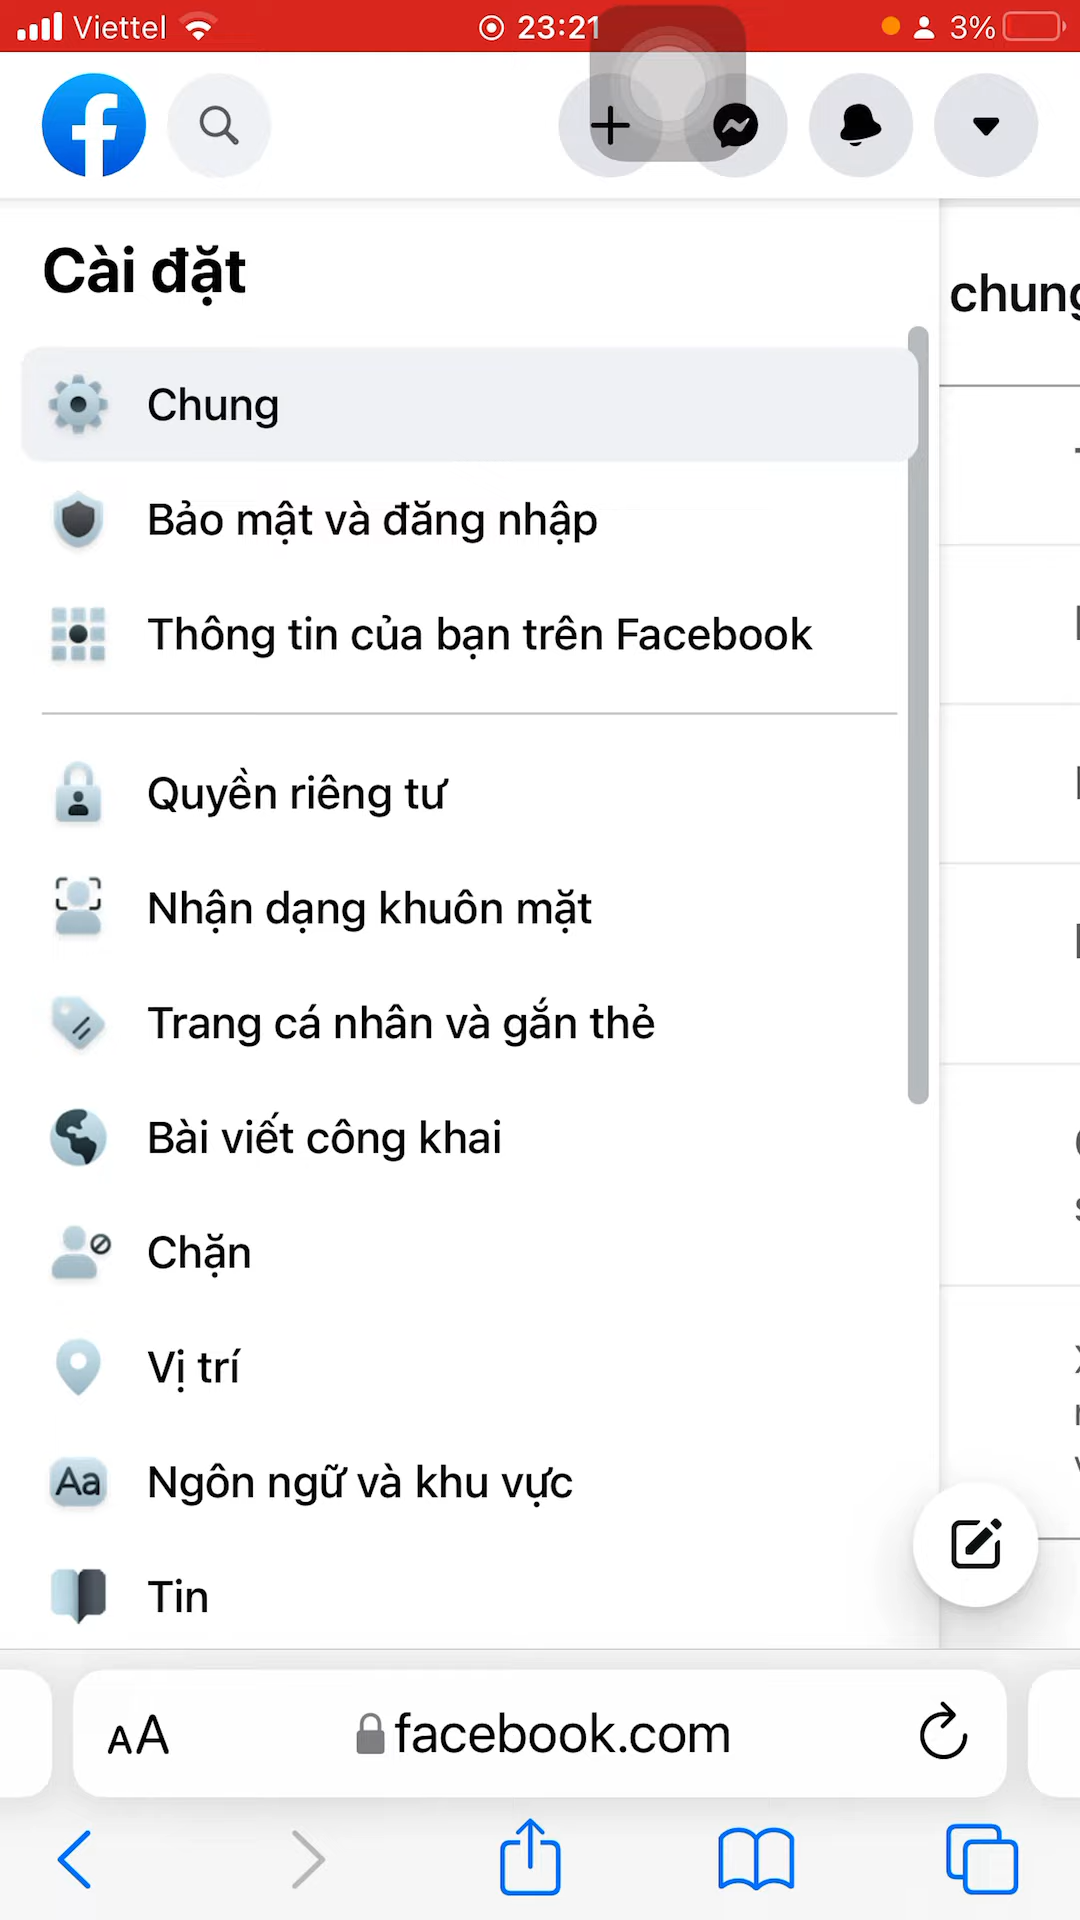 Viettel 23:21 3%
Cài đặt
chung
Chung
Bảo mật và đăng nhập
Thông tin của bạn trên Facebook
Quyền riêng tư
Nhận dạng khuôn mặt
Trang cá nhân và gắn thẻ
Bài viết công khai
Chặn
Vị trí
Aa Ngôn ngữ và khu vực
Tin
AA facebook.com